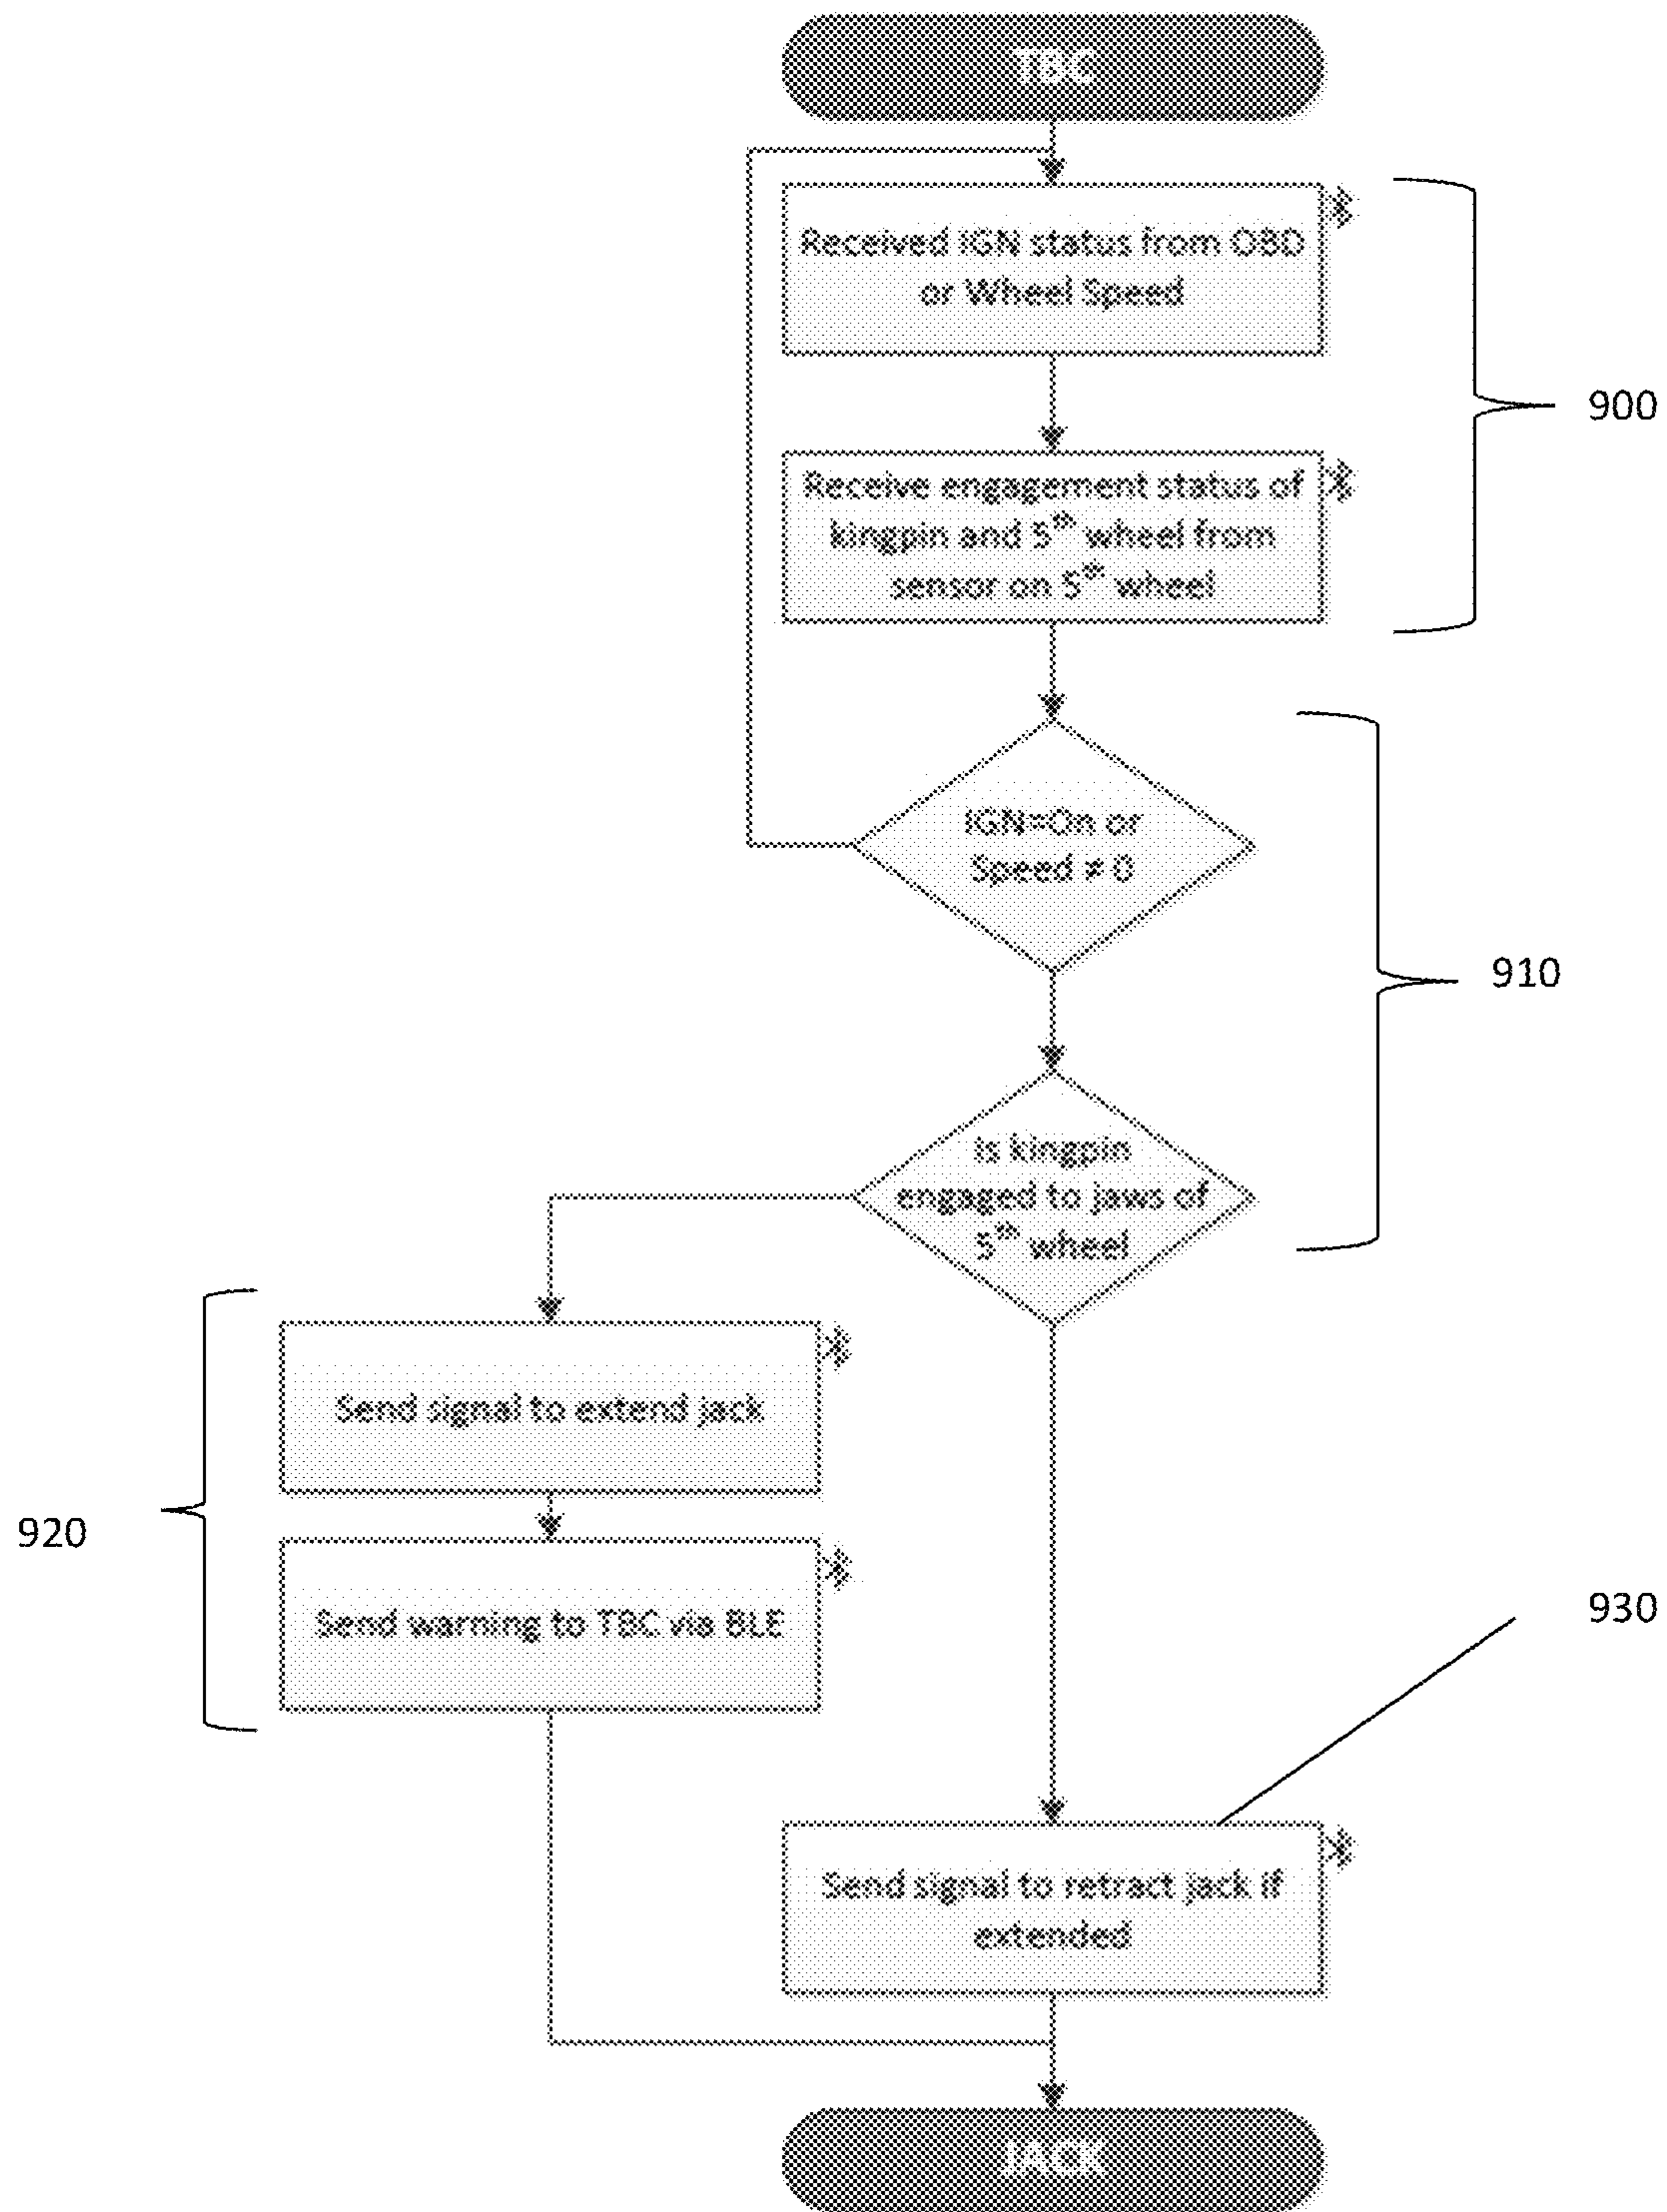 TBC
Received IGN status from OBD
or Wheel Speed
900
Receive engagement status of
kingpin and 5th wheel from
sensor on 5th wheel
IGN=On or
Speed ≠ 0
910
is kingpin
engaged to jaws of
5th wheel
Send signal to extend jack
920
Send warning to TBC via BLE
930
Send signal to retract jack if
extended
JACK